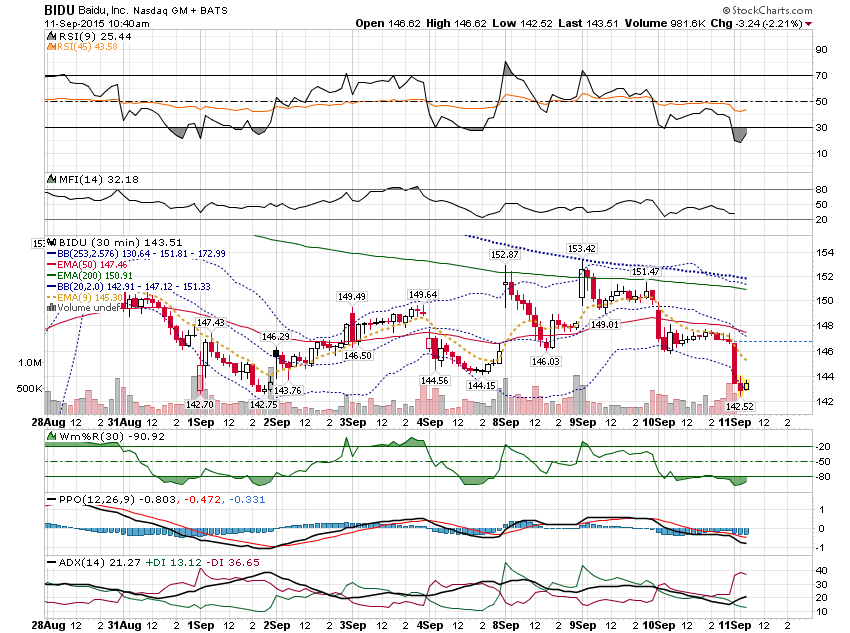 BIDU Baidu, Inc. Nasdaq GM + BATS © StockCharts.com
11-Sep-2015 10:40am Open 146.62 High 146.62 Low 142.52 Last 143.51 Volume 981.6K Chg -3.24 (-2.21%)
RSI(9) 25.44
RSI(45) 43.58
90
70
50
30
10
MFI(14) 32.18
80
50
20
BIDU (30 min) 143.51
BB(253,2.576) 130.64 - 151.81 - 172.99
EMA(50) 147.46
EMA(200) 150.91
BB(20,2.0) 142.91 - 147.12 - 151.33
EMA(9) 145.30
Volume undef
153
147.43
142.70
146.29
142.75
143.76
149.49
146.50
149.64
144.56
144.15
152.87
146.03
153.42
149.01
151.47
142.52
154
152
150
148
146
144
142
1.0M
500K
28Aug 12 2 31Aug 12 2 1Sep 12 2 2Sep 12 2 3Sep 12 2 4Sep 12 2 8Sep 12 2 9Sep 12 2 10Sep 12 2 11Sep 12 2
Wm%R(30) -90.92
-20
-50
-80
PPO(12,26,9) -0.803, -0.472, -0.331
1
0
-1
ADX(14) 21.27 +DI 13.12 -DI 36.65
40
30
20
10
28Aug 12 2 31Aug 12 2 1Sep 12 2 2Sep 12 2 3Sep 12 2 4Sep 12 2 8Sep 12 2 9Sep 12 2 10Sep 12 2 11Sep 12 2